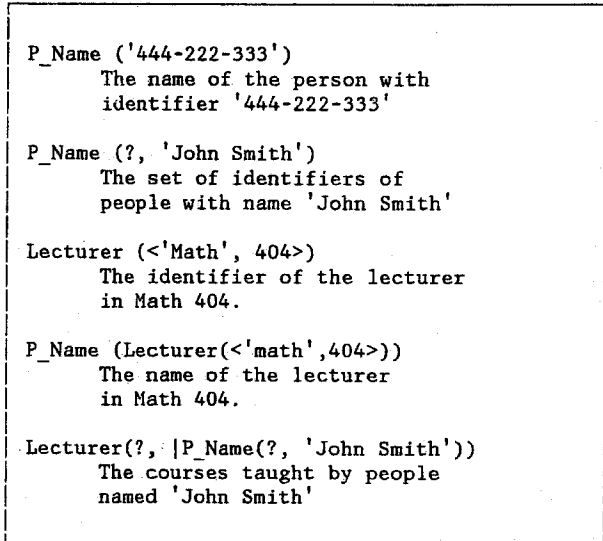 P_Name ('444-222-333')
The name of the person with
identifier '444-222-333'
P_Name (?, 'John Smith')
The set of identifiers of
people with name 'John Smith'
Lecturer (<'Math', 404>)
The identifier of the lecturer
in Math 404.
P_Name (Lecturer(<'math',404>))
The name of the lecturer
in Math 404.
Lecturer(?, |P_Name(?, 'John Smith'))
The courses taught by people
named 'John Smith'